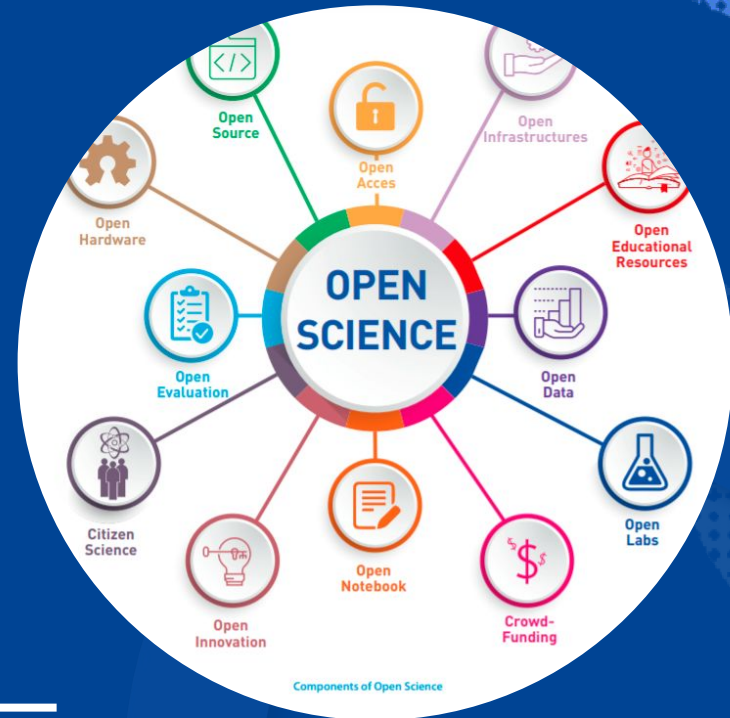 </>
Open
Source
Open
Acces
Open
Infrastructures
Open
Hardware
Open
Educational
Resources
OPEN
SCIENCE
Open
Evaluation
Open
Data
Citizen
Science
Open
Labs
Open
Innovation
Open
Notebook
$ $ $
Crowd-
Funding
Components of Open Science